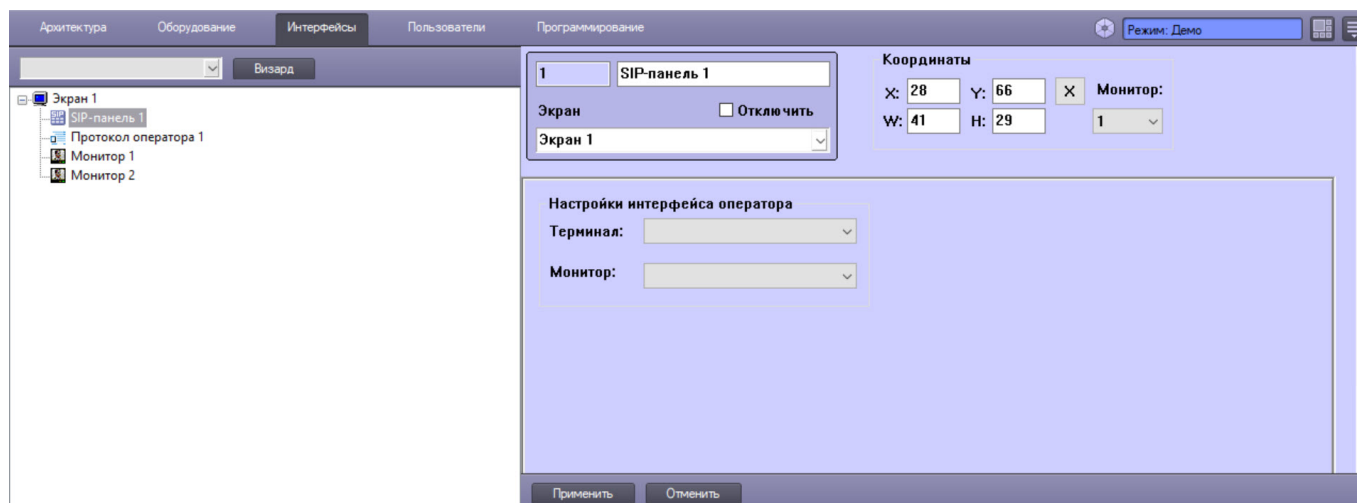 Архитектура Оборудование Интерфейсы Пользователи Программирование Режим: Демо
Визард
Экран 1
SIP-панель 1
Протокол оператора 1
Монитор 1
Монитор 2
1 SIP-панель 1
Экран Отключить
Экран 1
Координаты
X: 28 Y: 66 X Монитор:
W: 41 H: 29 1
Настройки интерфейса оператора
Терминал:
Монитор:
Применить Отменить